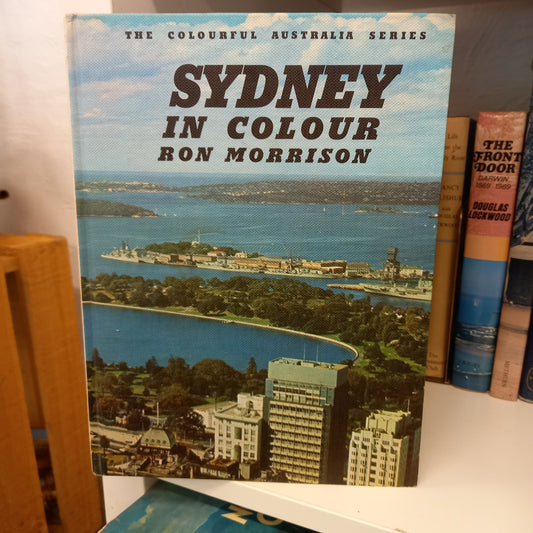 THE COLOURFUL AUSTRALIA SERIES
SYDNEY
IN COLOUR
RON MORRISON
THE
FRONT
DOOR
DARWIN
1869 1969
DOUGLAS
LOCKWOOD